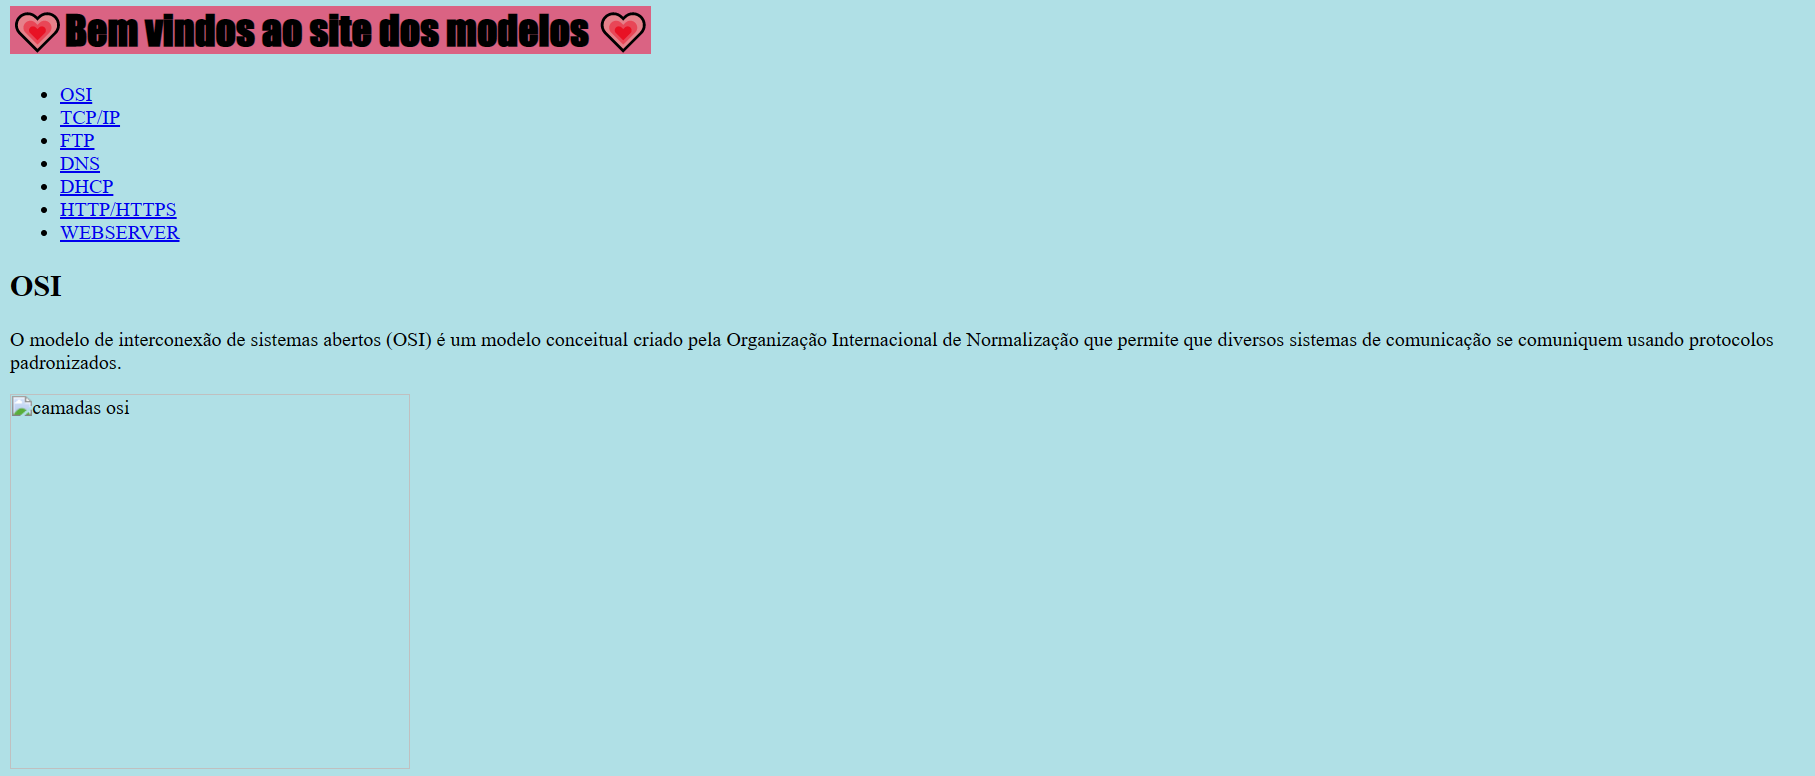 Bem vindos ao site dos modelos
OSI
TCP/IP
FTP
DNS
DHCP
HTTP/HTTPS
WEBSERVER
OSI
O modelo de interconexão de sistemas abertos (OSI) é um modelo conceitual criado pela Organização Internacional de Normalização que permite que diversos sistemas de comunicação se comuniquem usando protocolos
padronizados.
camadas osi